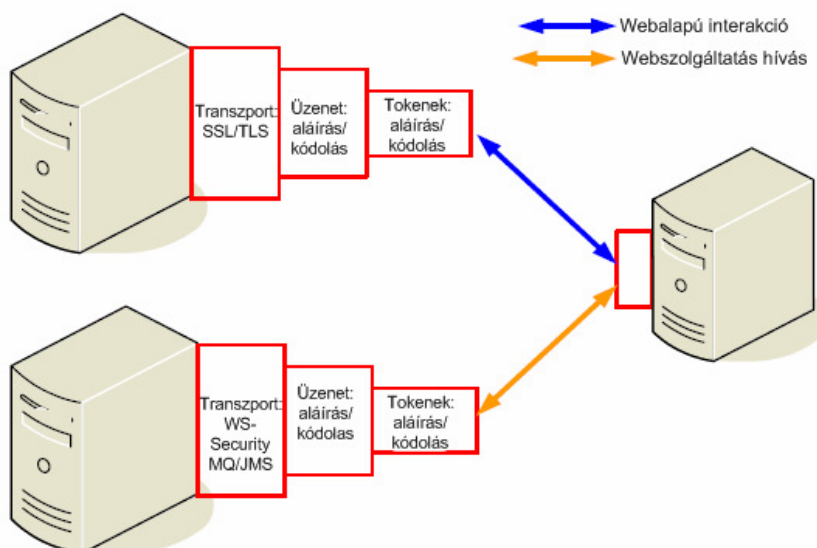 Webalapú interakció
Webszolgáltatás hívás
Transzport:
SSL/TLS
Üzenet:
aláírás/
kódolás
Tokenek:
aláírás/
kódolás
Transzport:
WS-
Security
MQ/JMS
Üzenet:
aláírás/
kódolas
Tokenek:
aláírás/
kódolás